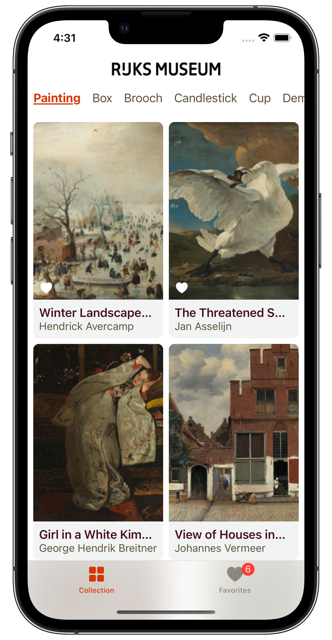 4:31
RIJKS MUSEUM
Painting Box Brooch Candlestick Cup Dem
Winter Landscape...
Hendrick Avercamp
The Threatened S...
Jan Asselijn
Girl in a White Kim...
George Hendrik Breitner
View of Houses in...
Johannes Vermeer
Collection
6
Favorites